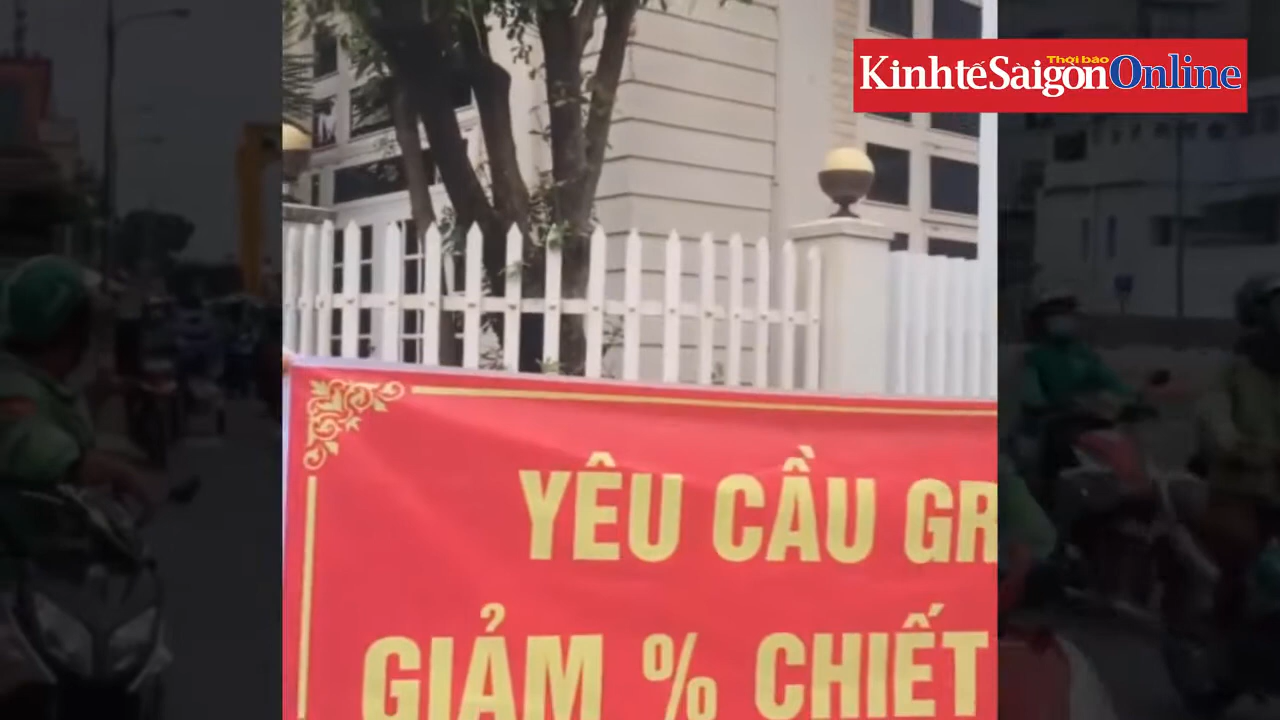 Thời báo
KinhtếSàigònOnline
YÊU CẦU GR
GIẢM % CHIẾT